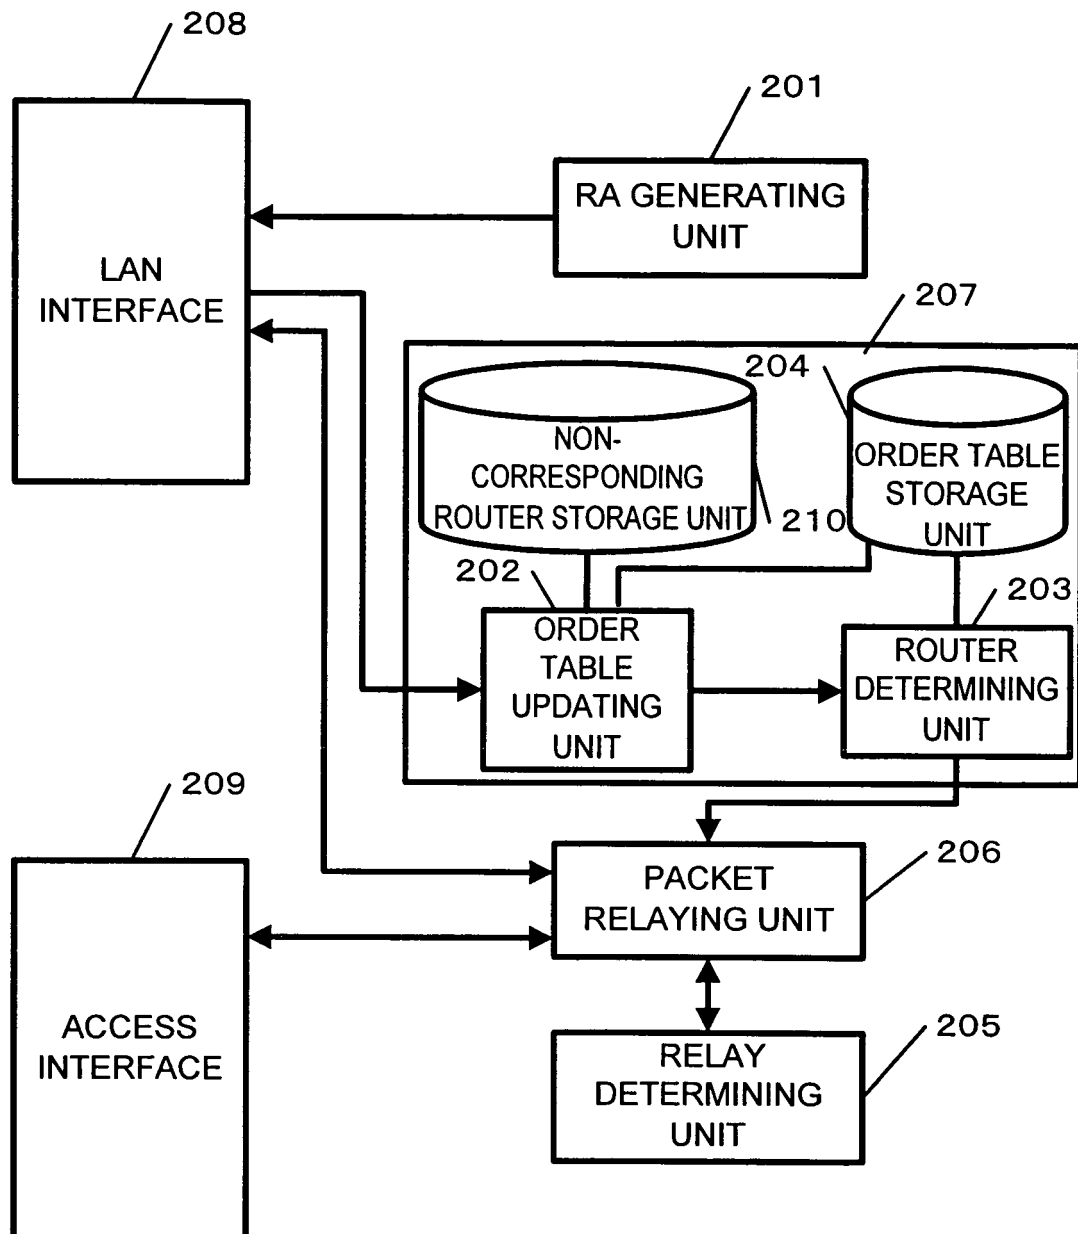 208
201
RA GENERATING
UNIT
LAN
INTERFACE
207
204
NON-
CORRESPONDING
ROUTER STORAGE UNIT
210
ORDER TABLE
STORAGE
UNIT
202
203
ORDER
TABLE
UPDATING
UNIT
ROUTER
DETERMINING
UNIT
209
206
PACKET
RELAYING UNIT
ACCESS
INTERFACE
205
RELAY
DETERMINING
UNIT